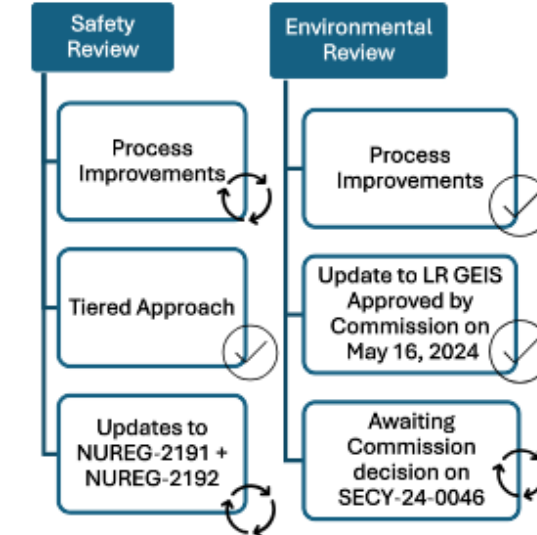 Safety
Review
Process
Improvements
Tiered Approach
Updates to
NUREG-2191 +
NUREG-2192
Environmental
Review
Process
Improvements
Update to LR GEIS
Approved by
Commission on
May 16, 2024
Awaiting
Commission
decision on
SECY-24-0046